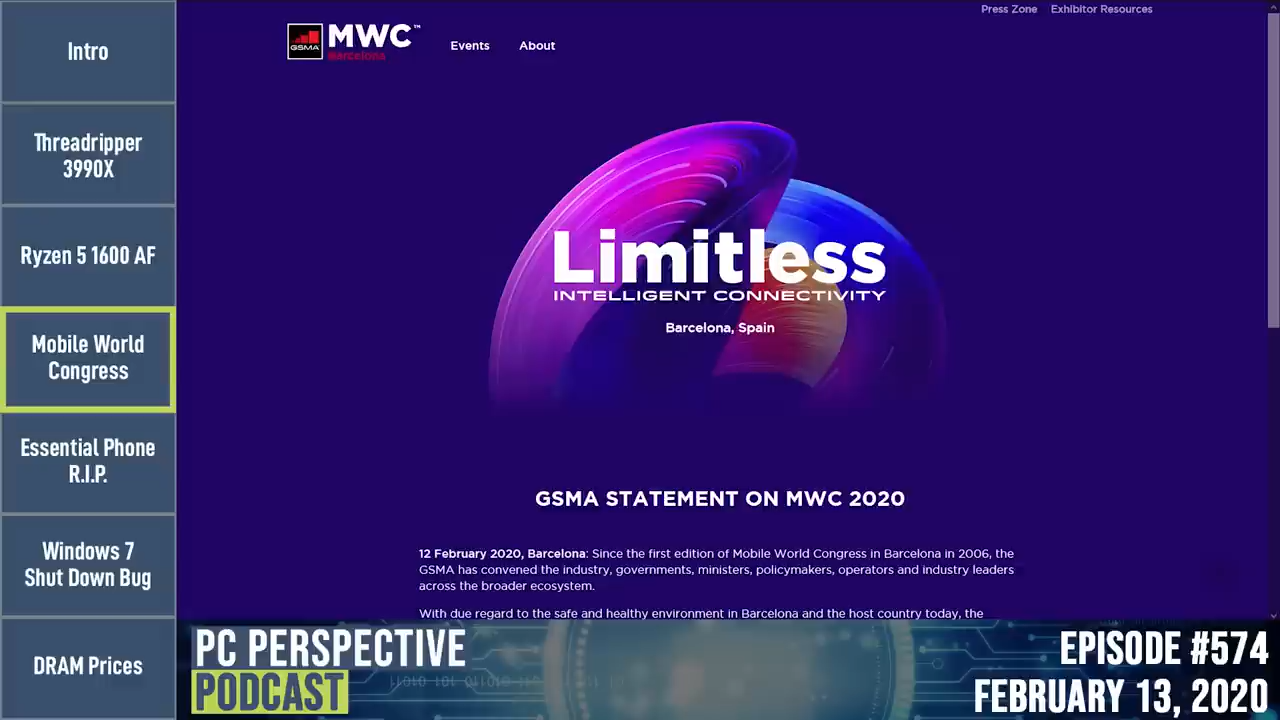 Intro
Threadripper
3990X
Ryzen 5 1600 AF
Mobile World
Congress
Essential Phone
R.I.P.
Windows 7
Shut Down Bug
DRAM Prices
Press Zone
Exhibitor Resources
GSMA
MWC™
Barcelona
Events
About
Limitless
INTELLIGENT CONNECTIVITY
Barcelona, Spain
GSMA STATEMENT ON MWC 2020
12 February 2020, Barcelona: Since the first edition of Mobile World Congress in Barcelona in 2006, the
GSMA has convened the industry, governments, ministers, policymakers, operators and industry leaders
across the broader ecosystem.
With due regard to the safe and healthy environment in Barcelona and the host country today, the
PC PERSPECTIVE
PODCAST
EPISODE #574
FEBRUARY 13, 2020